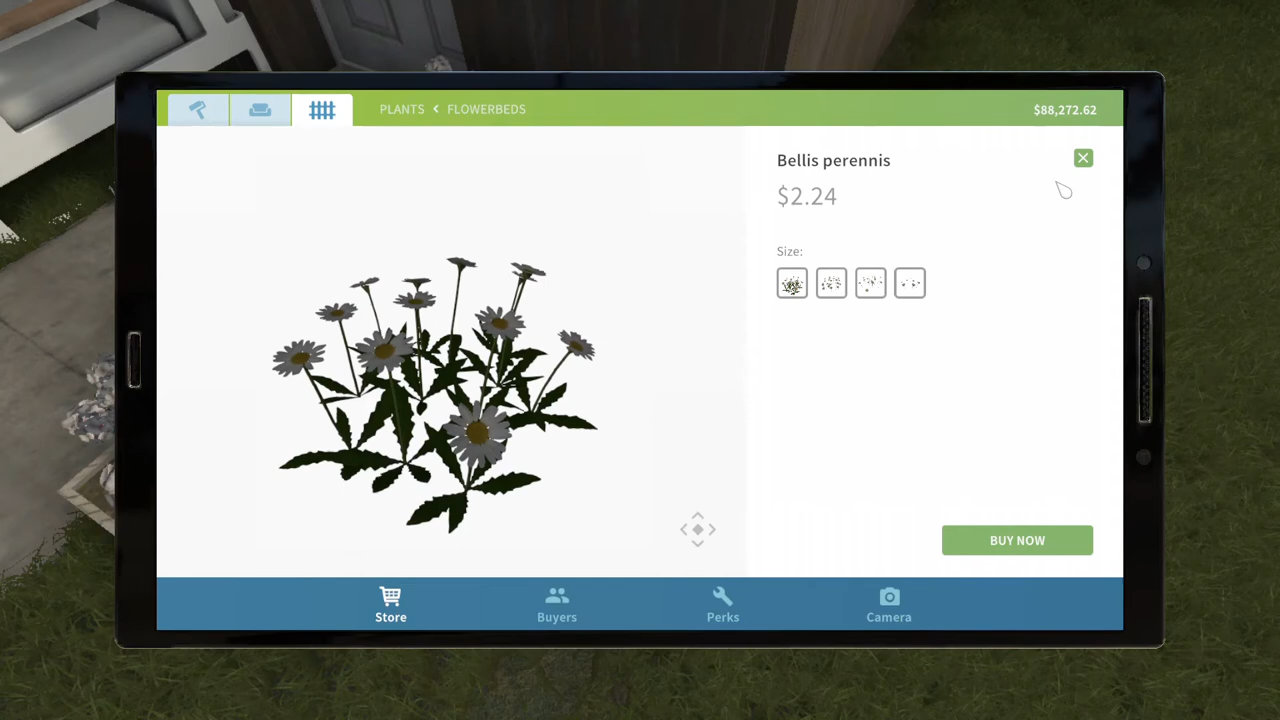 PLANTS < FLOWERBEDS
$88,272.62
Bellis perennis
$2.24
Size:
BUY NOW
Store
Buyers
Perks
Camera